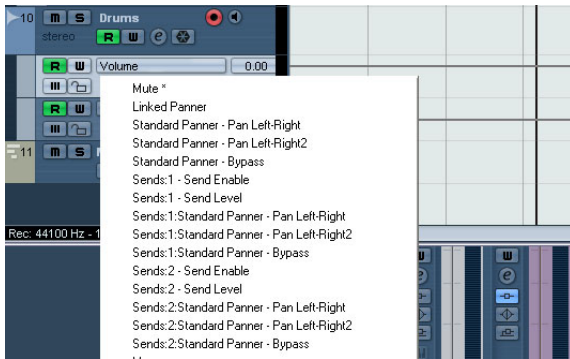 10 m S Drums
stereo R W e
R W Volume 0.00
R W
Mute *
Linked Panner
Standard Panner - Pan Left-Right
Standard Panner - Pan Left-Right2
Standard Panner - Bypass
11 m S
Sends:1 - Send Enable
Sends:1 - Send Level
Sends:1:Standard Panner - Pan Left-Right
Rec: 44100 Hz - 1
Sends:1:Standard Panner - Pan Left-Right2
Sends:1:Standard Panner - Bypass
Sends:2 - Send Enable
Sends:2 - Send Level
Sends:2:Standard Panner - Pan Left-Right
Sends:2:Standard Panner - Pan Left-Right2
Sends:2:Standard Panner - Bypass
W
e